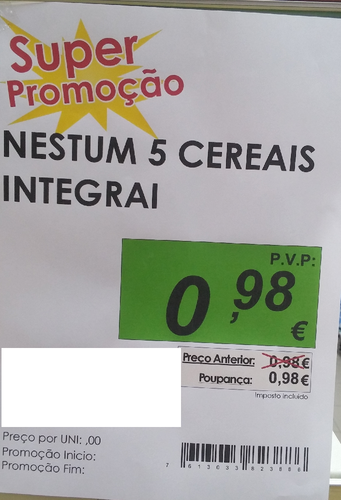 Super
Promoção
NESTUM 5 CEREAIS
INTEGRAI
P.V.P:
0,98
€
Preço Anterior: 0,98€
Poupança: 0,98€
Imposto incluido
Preço por UNI: ,00
Promoção Inicio:
Promoção Fim: